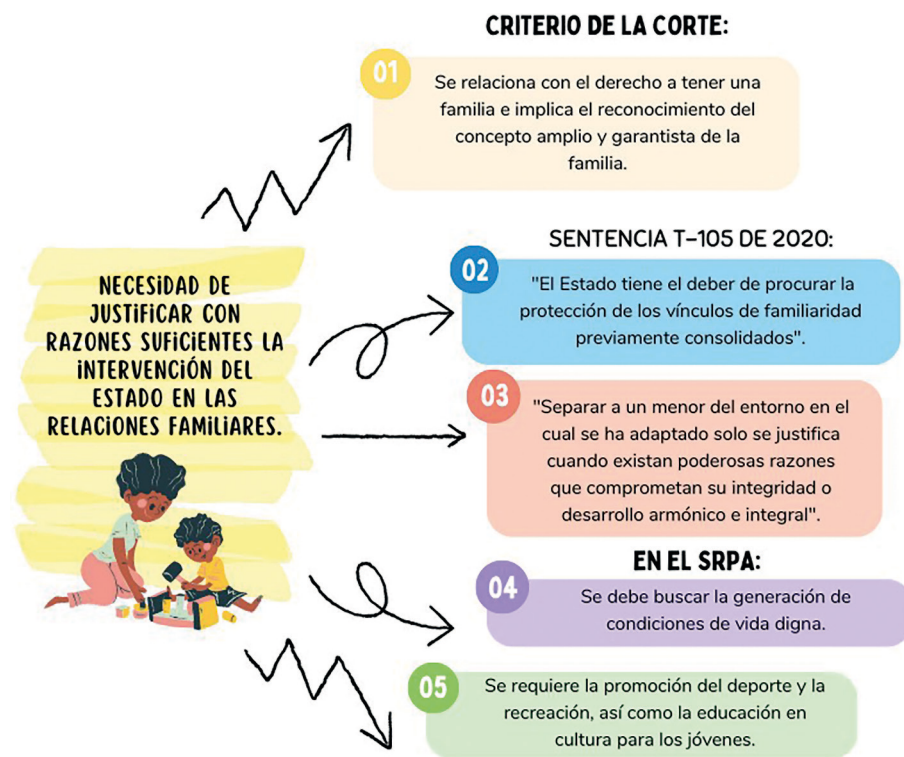 CRITERIO DE LA CORTE:
01
Se relaciona con el derecho a tener una
familia e implica el reconocimiento del
concepto amplio y garantista de la
familia.
NECESIDAD DE
JUSTIFICAR CON
RAZONES SUFICIENTES LA
INTERVENCIÓN DEL
ESTADO EN LAS
RELACIONES FAMILIARES.
SENTENCIA T-105 DE 2020:
02
"El Estado tiene el deber de procurar la
protección de los vínculos de familiaridad
previamente consolidados".
03
"Separar a un menor del entorno en el
cual se ha adaptado solo se justifica
cuando existan poderosas razones
que comprometan su integridad o
desarrollo armónico e integral".
EN EL SRPA:
04
Se debe buscar la generación de
condiciones de vida digna.
05
Se requiere la promoción del deporte y la
recreación, así como la educación en
cultura para los jóvenes.